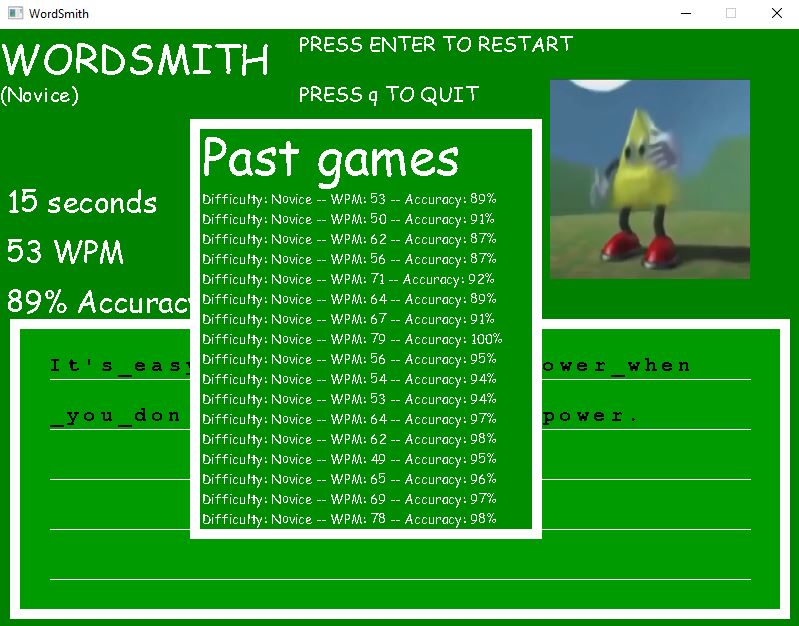 WordSmith
WORDSMITH
(Novice)
PRESS ENTER TO RESTART
PRESS q TO QUIT
15 seconds
53 WPM
89% Accuracy
Past games
Difficulty: Novice -- WPM: 53 -- Accuracy: 89%
Difficulty: Novice -- WPM: 50 -- Accuracy: 91%
Difficulty: Novice -- WPM: 62 -- Accuracy: 87%
Difficulty: Novice -- WPM: 56 -- Accuracy: 87%
Difficulty: Novice -- WPM: 71 -- Accuracy: 92%
Difficulty: Novice -- WPM: 64 -- Accuracy: 89%
Difficulty: Novice -- WPM: 67 -- Accuracy: 91%
Difficulty: Novice -- WPM: 79 -- Accuracy: 100%
Difficulty: Novice -- WPM: 56 -- Accuracy: 95%
Difficulty: Novice -- WPM: 54 -- Accuracy: 94%
Difficulty: Novice -- WPM: 53 -- Accuracy: 94%
Difficulty: Novice -- WPM: 64 -- Accuracy: 97%
Difficulty: Novice -- WPM: 62 -- Accuracy: 98%
Difficulty: Novice -- WPM: 49 -- Accuracy: 95%
Difficulty: Novice -- WPM: 65 -- Accuracy: 96%
Difficulty: Novice -- WPM: 69 -- Accuracy: 97%
Difficulty: Novice -- WPM: 78 -- Accuracy: 98%
It's_easy ower_when
_you_don power.